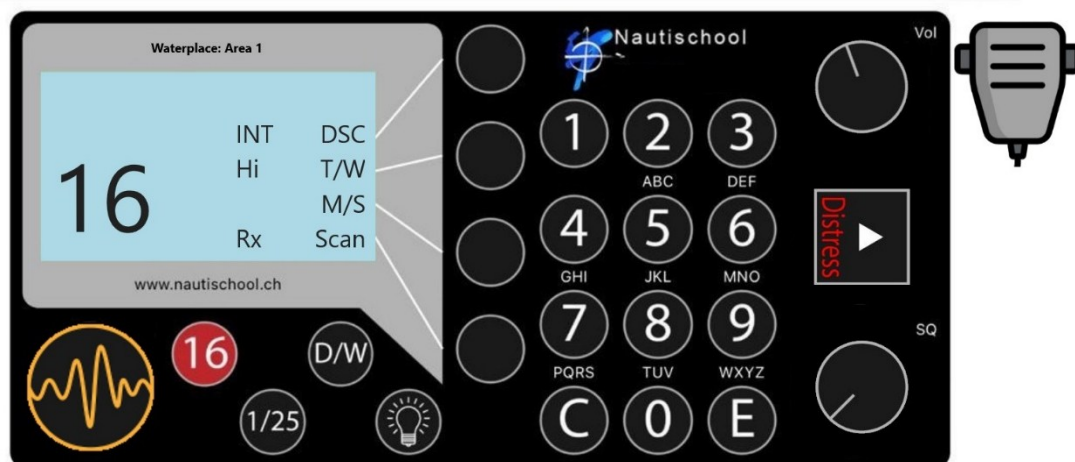 Waterplace: Area 1
INT DSC
Hi T/W
16
M/S
Rx Scan
www.nautischool.ch
16
D/W
1/25
Nautischool
1 2 3
ABC DEF
4 5 6
GHI JKL MNO
7 8 9
PQRS TUV WXYZ
C 0 E
Vol
Distress
SQ